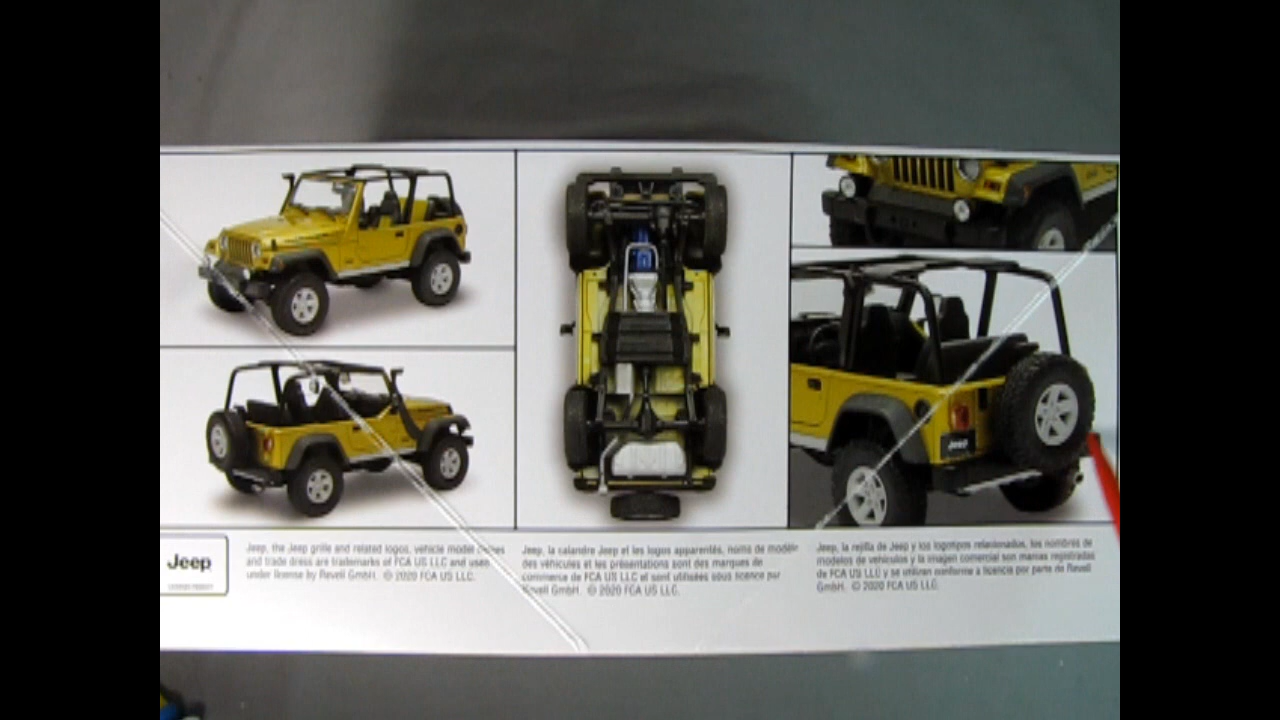 Jeep
Jeep
Jeep, the Jeep grille and related logos, vehicle model names
and trade dress are trademarks of FCA US LLC and used
under license by Revell GmbH. © 2020 FCA US LLC.
Jeep, la calandre Jeep et les logos apparentés, noms de modèle
des véhicules et les présentations sont des marques de
commerce de FCA US LLC et sont utilisées sous licence par
Revell GmbH. © 2020 FCA US LLC.
Jeep, la rejilla de Jeep y los logotipos relacionados, los nombres de
modelos de vehículos y la imagen comercial son marcas registradas
de FCA US LLC y se utilizan conforme a licencia por parte de Revell
GmbH. © 2020 FCA US LLC.